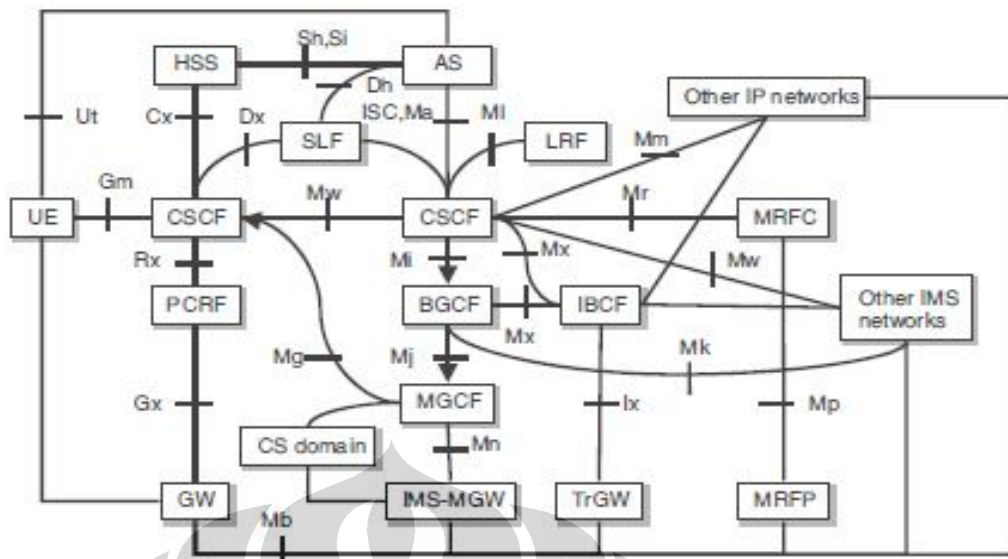 Sh,Si
HSS
AS
Dh
Other IP networks
Ut
Cx
Dx
ISC,Ma
Ml
SLF
LRF
Mm
Gm
Mw
Mr
UE
CSCF
CSCF
MRFC
Rx
Mi
Mx
Mw
PCRF
BGCF
IBCF
Other IMS
networks
Mx
Mg
Mj
Mk
Gx
MGCF
Ix
Mp
CS domain
Mn
GW
IMS-MGW
TrGW
MRFP
Mb